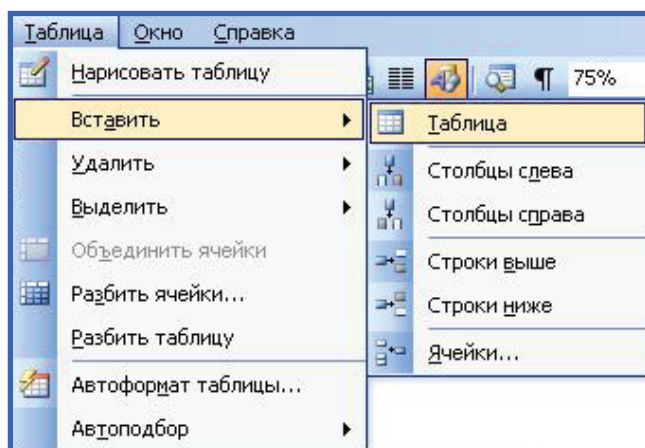 Таблица Окно Справка
Нарисовать таблицу
75%
Вставить
Таблица
Удалить
Столбцы слева
Выделить
Столбцы справа
Объединить ячейки
Строки выше
Разбить ячейки...
Строки ниже
Разбить таблицу
Ячейки...
Автоформат таблицы...
Автоподбор